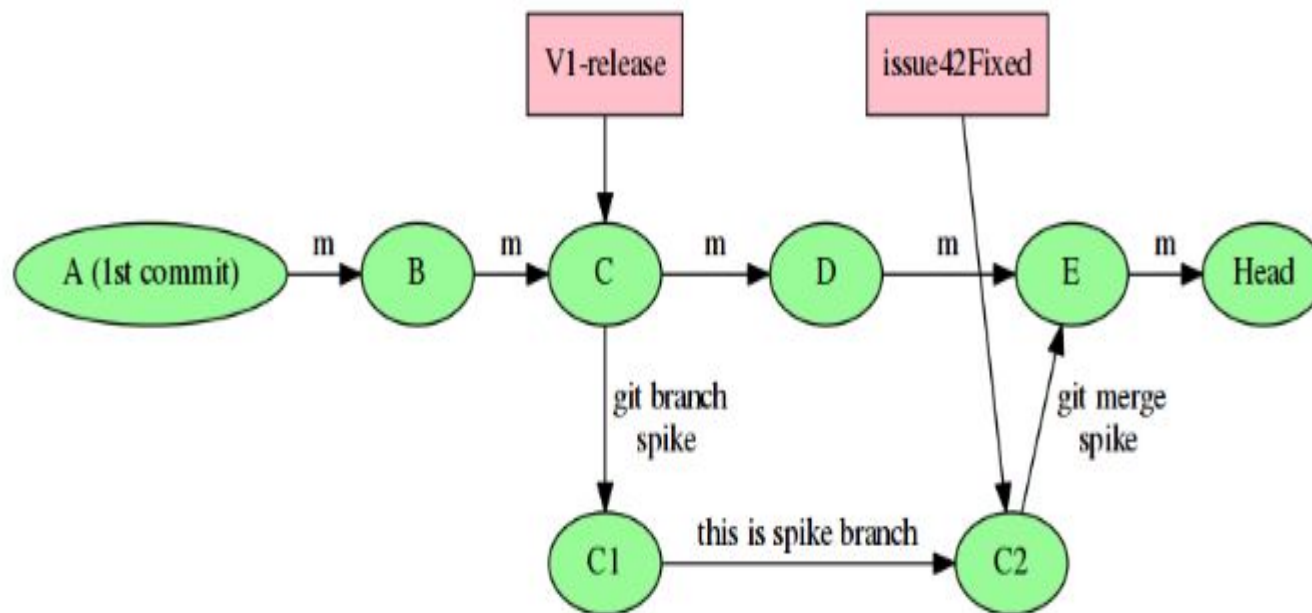 V1-release
issue42Fixed
A (1st commit)
m
B
m
C
m
D
m
E
m
Head
git branch
spike
git merge
spike
C1
this is spike branch
C2